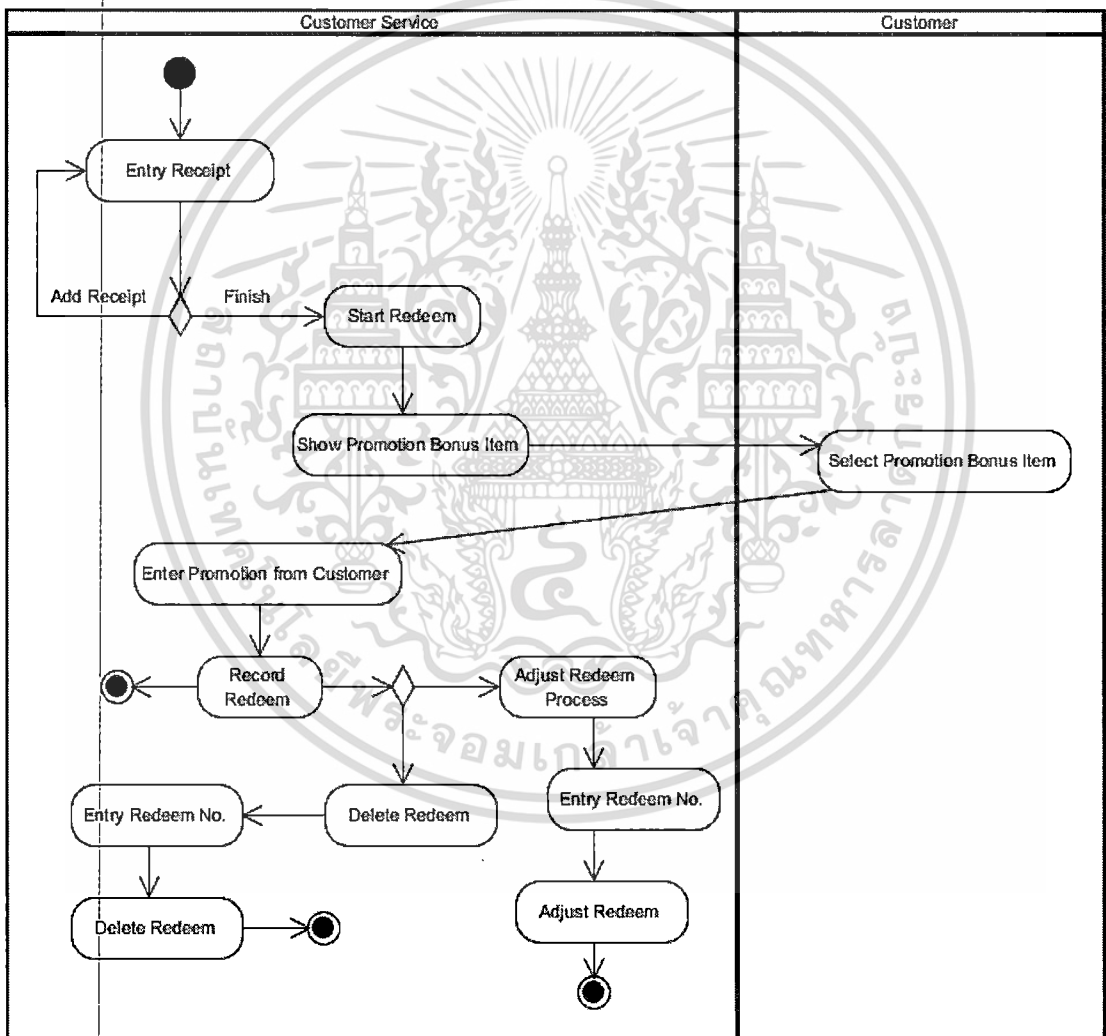 Customer Service
Customer
Entry Receipt
Add Receipt
Finish
Start Redeem
Show Promotion Bonus Item
Select Promotion Bonus Item
Enter Promotion from Customer
Record
Redeem
Adjust Redeem
Process
Entry Redeem No.
Delete Redeem
Entry Redeem No.
Delete Redeem
Adjust Redeem